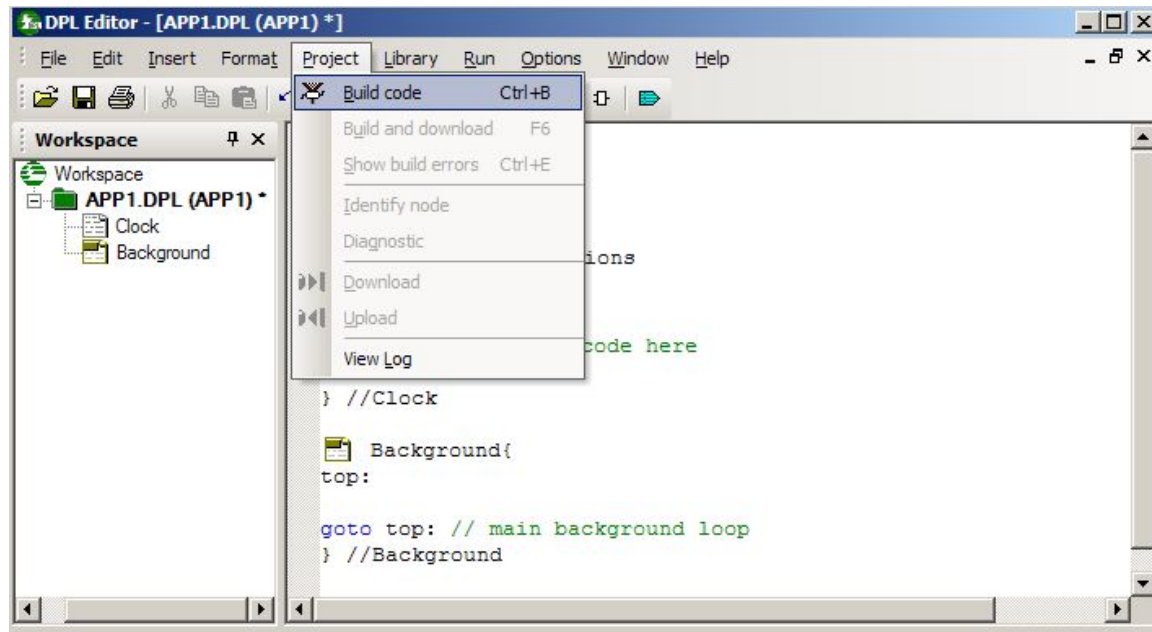 DPL Editor - [APP1.DPL (APP1) *]
File Edit Insert Format Project Library Run Options Window Help
Workspace
Workspace
APP1.DPL (APP1) *
Clock
Background
Build code Ctrl+B
Build and download F6
Show build errors Ctrl+E
Identify node
Diagnostic
Download
Upload
View Log
ions
code here
} //Clock
Background{
top:
goto top: // main background loop
} //Background